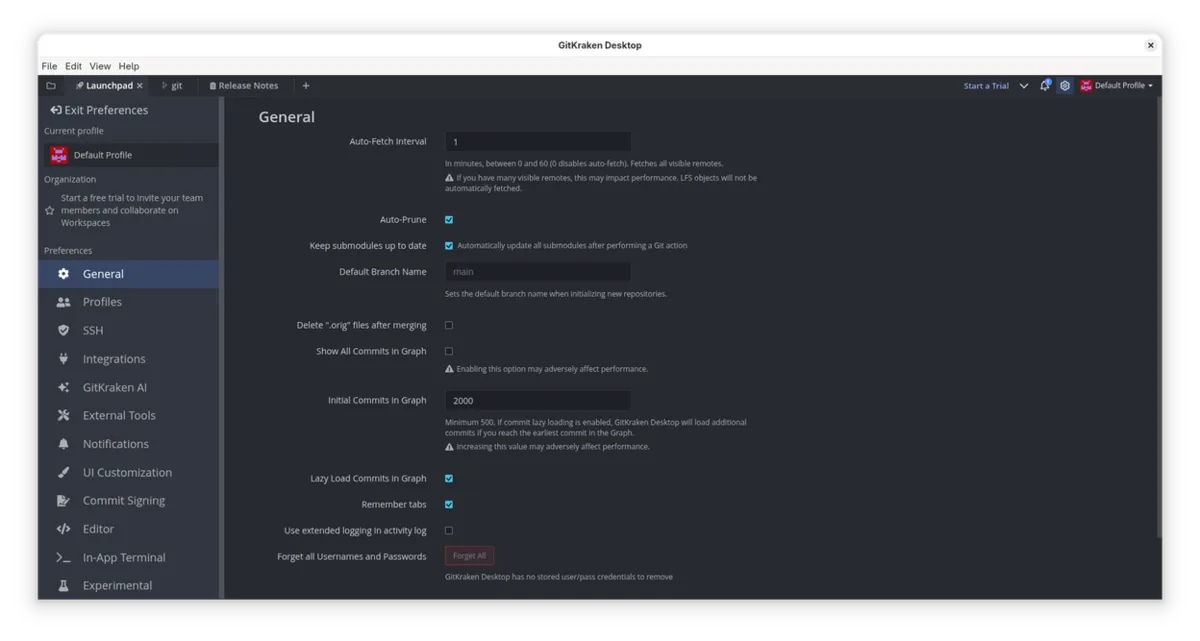 GitKraken Desktop
File Edit View Help
Launchpad git Release Notes +
Start a Trial Default Profile
Exit Preferences
Current profile
Default Profile
Organization
Start a free trial to invite your team
members and collaborate on
Workspaces
Preferences
General
Profiles
SSH
Integrations
GitKraken AI
External Tools
Notifications
UI Customization
Commit Signing
Editor
In-App Terminal
Experimental
General
Auto-Fetch Interval 1
In minutes, between 0 and 60 (0 disables auto-fetch). Fetches all visible remotes.
If you have many visible remotes, this may impact performance. LFS objects will not be
automatically fetched.
Auto-Prune
Keep submodules up to date Automatically update all submodules after performing a Git action
Default Branch Name main
Sets the default branch name when initializing new repositories.
Delete ".orig" files after merging
Show All Commits in Graph
Enabling this option may adversely affect performance.
Initial Commits in Graph 2000
Minimum 500. If commit lazy loading is enabled, GitKraken Desktop will load additional
commits if you reach the earliest commit in the Graph.
Increasing this value may adversely affect performance.
Lazy Load Commits in Graph
Remember tabs
Use extended logging in activity log
Forget all Usernames and Passwords Forget All
GitKraken Desktop has no stored user/pass credentials to remove